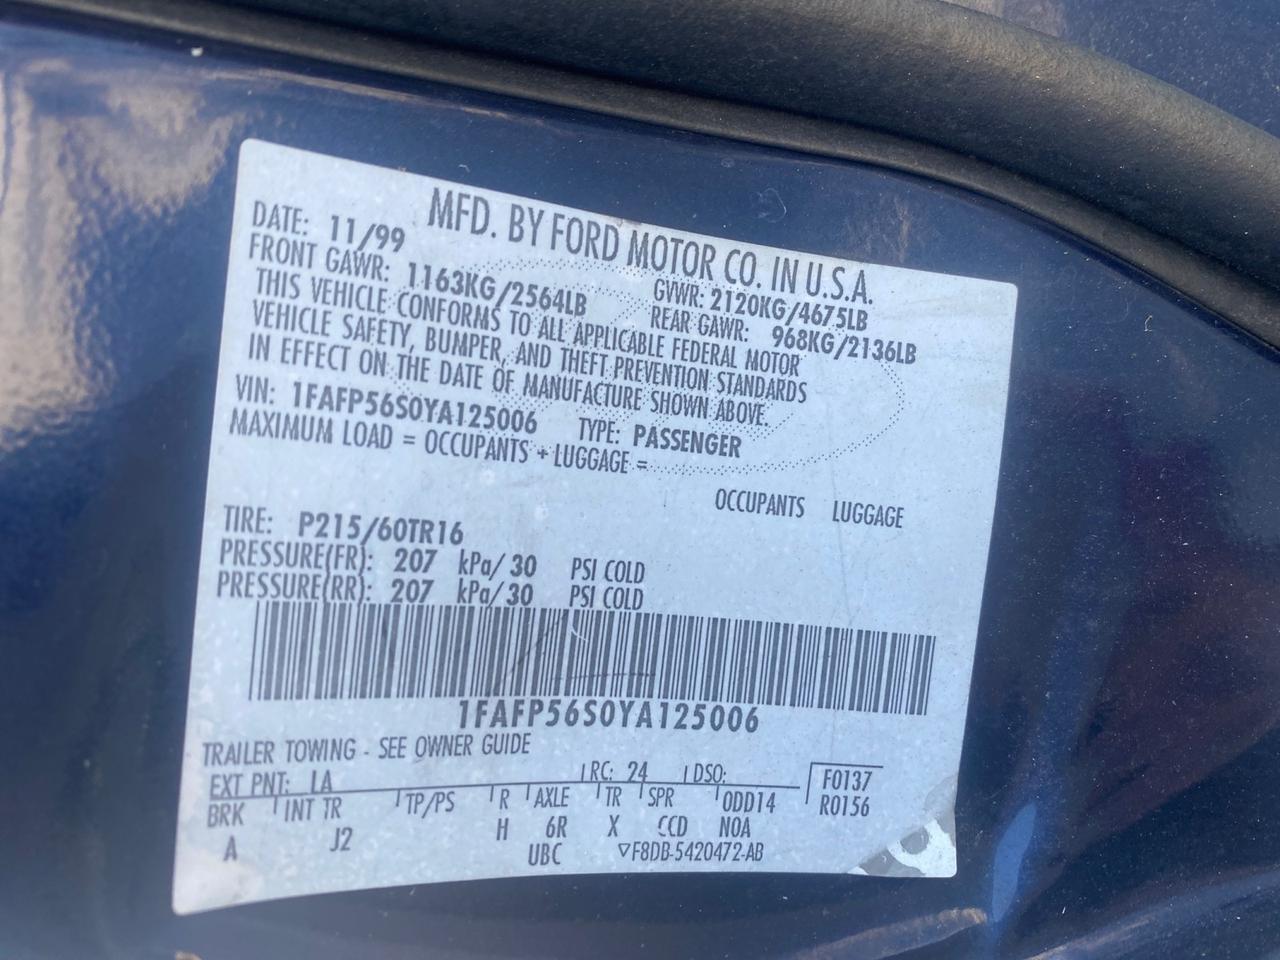 MFD. BY FORD MOTOR CO. IN U.S.A.
DATE: 11/99 GVWR: 2120KG/4675LB
FRONT GAWR: 1163KG/2564LB REAR GAWR: 968KG/2136LB
THIS VEHICLE CONFORMS TO ALL APPLICABLE FEDERAL MOTOR
VEHICLE SAFETY, BUMPER, AND THEFT PREVENTION STANDARDS
IN EFFECT ON THE DATE OF MANUFACTURE SHOWN ABOVE.
VIN: 1FAFP56S0YA125006 TYPE: PASSENGER
MAXIMUM LOAD = OCCUPANTS + LUGGAGE =
OCCUPANTS LUGGAGE
TIRE: P215/60TR16
PRESSURE(FR): 207 kPa/ 30 PSI COLD
PRESSURE(RR): 207 kPa/ 30 PSI COLD
1FAFP56S0YA125006
TRAILER TOWING - SEE OWNER GUIDE
EXT PNT: LA RC: 24 DSO: F0137
BRK INT TR TP/PS R AXLE TR SPR ODD14 R0156
A J2 H 6R X CCD NOA
UBC ▽F8DB-5420472-AB